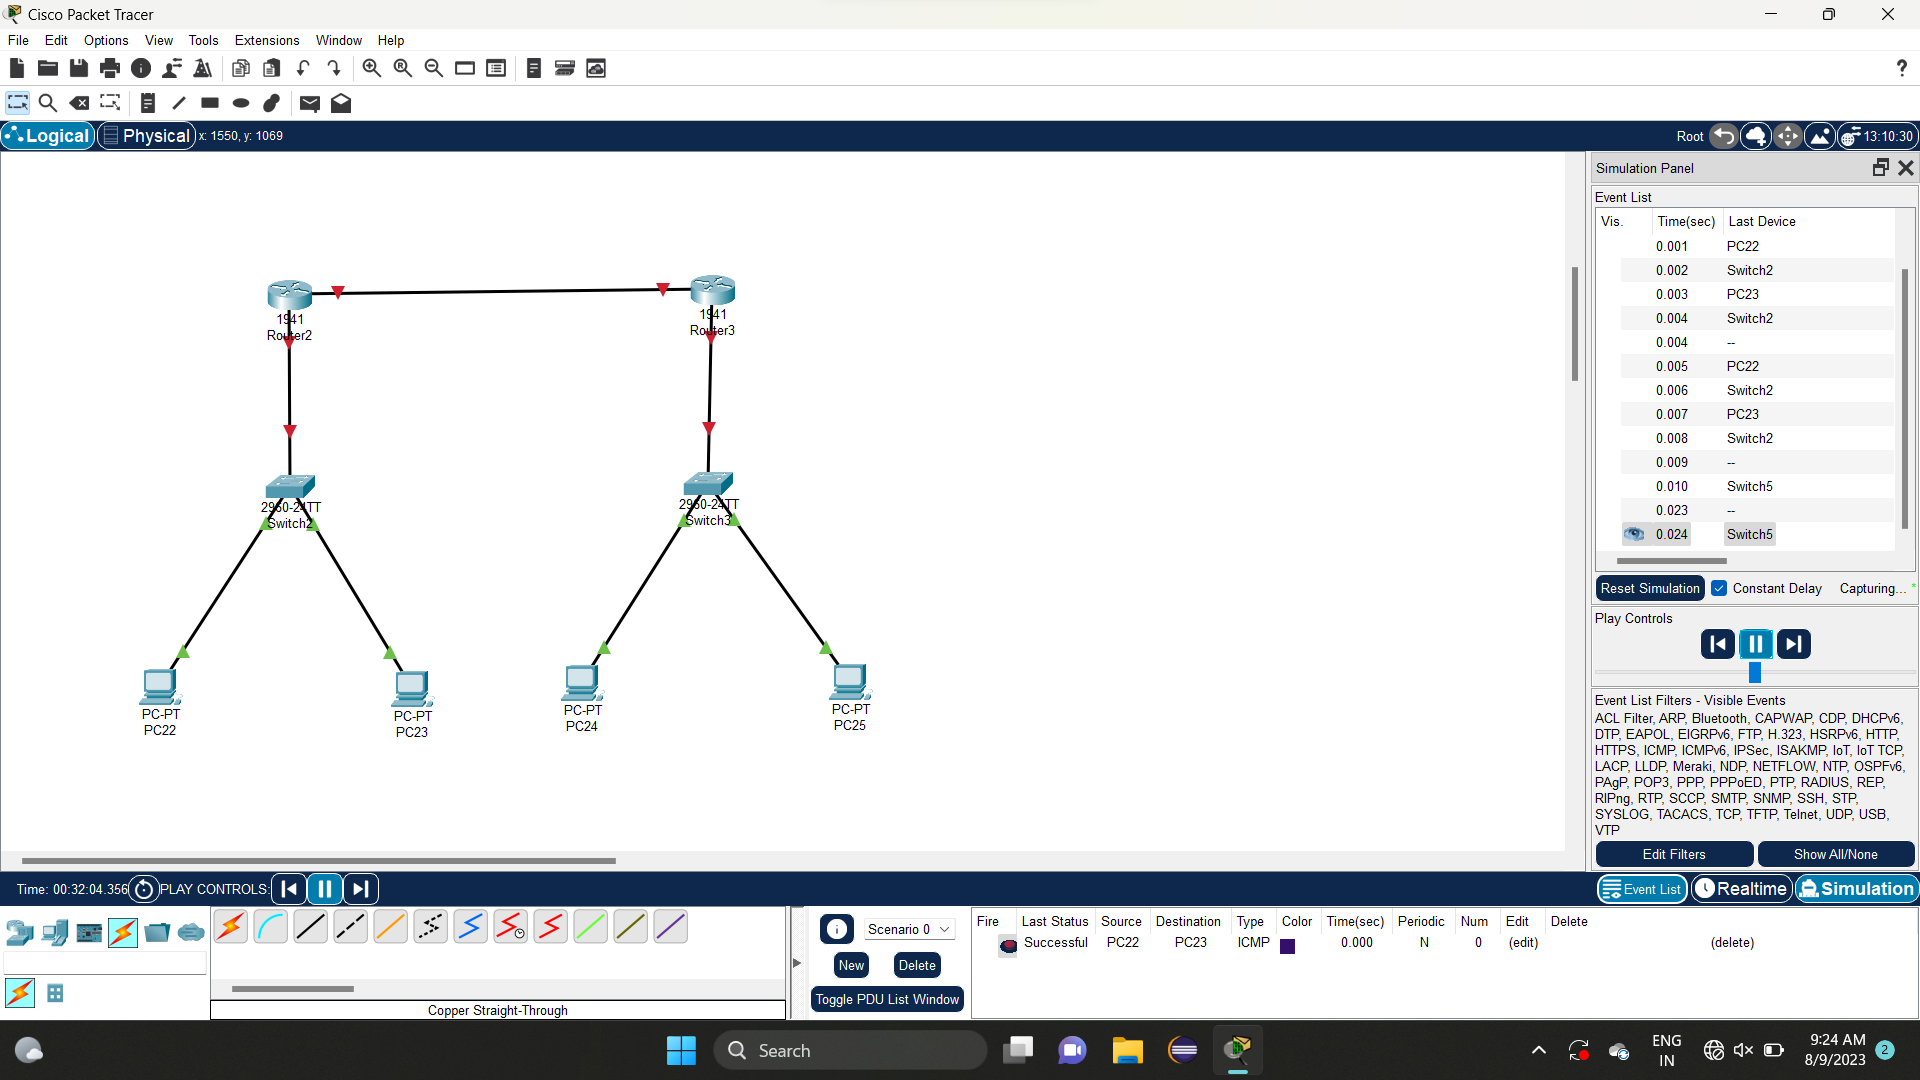 Cisco Packet Tracer
File Edit Options View Tools Extensions Window Help
Logical Physical x: 1550, y: 1069 Root 13:10:30
Simulation Panel
Event List
Vis. Time(sec) Last Device
0.001 PC22
0.002 Switch2
0.003 PC23
0.004 Switch2
0.004 --
0.005 PC22
0.006 Switch2
0.007 PC23
0.008 Switch2
0.009 --
0.010 Switch5
0.023 --
0.024 Switch5
Reset Simulation Constant Delay Capturing...
Play Controls
Event List Filters - Visible Events
ACL Filter, ARP, Bluetooth, CAPWAP, CDP, DHCPv6,
DTP, EAPOL, EIGRPv6, FTP, H.323, HSRPv6, HTTP,
HTTPS, ICMP, ICMPv6, IPSec, ISAKMP, IoT, IoT TCP,
LACP, LLDP, Meraki, NDP, NETFLOW, NTP, OSPFv6,
PAgP, POP3, PPP, PPPoED, PTP, RADIUS, REP,
RIPng, RTP, SCCP, SMTP, SNMP, SSH, STP,
SYSLOG, TACACS, TCP, TFTP, Telnet, UDP, USB,
VTP
Edit Filters Show All/None
1941
Router2
1941
Router3
2960-24TT
Switch2
2960-24TT
Switch3
PC-PT
PC22
PC-PT
PC23
PC-PT
PC24
PC-PT
PC25
Time: 00:32:04.356 PLAY CONTROLS: Event List Realtime Simulation
Scenario 0
New Delete
Toggle PDU List Window
Fire Last Status Source Destination Type Color Time(sec) Periodic Num Edit Delete
Successful PC22 PC23 ICMP 0.000 N 0 (edit) (delete)
Copper Straight-Through
Search
ENG
IN
9:24 AM
8/9/2023
2